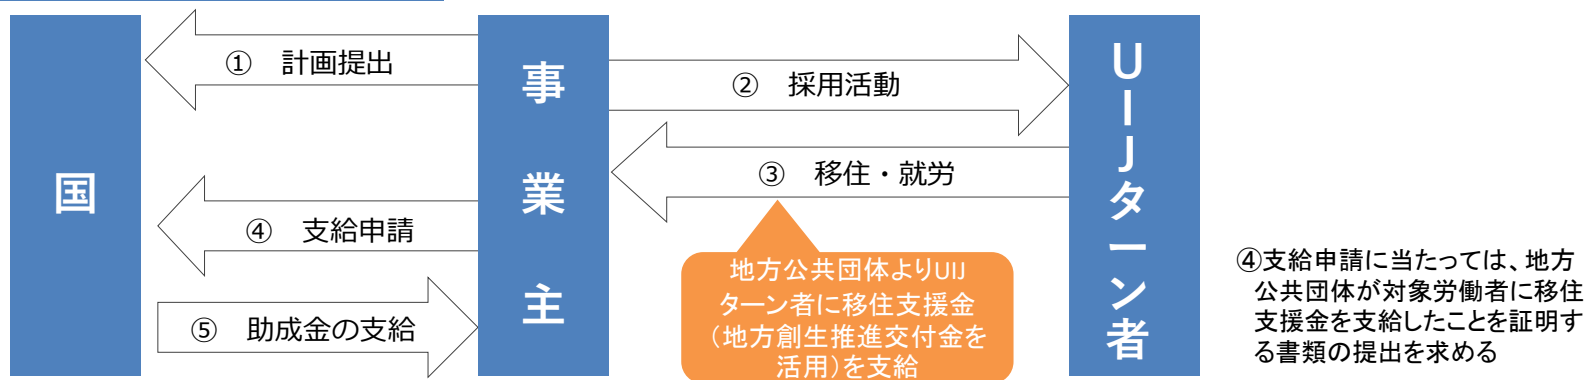 国
① 計画提出
④ 支給申請
⑤ 助成金の支給
事業主
② 採用活動
③ 移住・就労
地方公共団体よりUIJ
ターン者に移住支援金
（地方創生推進交付金を
活用）を支給
UIJターン者
④支給申請に当たっては、地方
公共団体が対象労働者に移住
支援金を支給したことを証明す
る書類の提出を求める